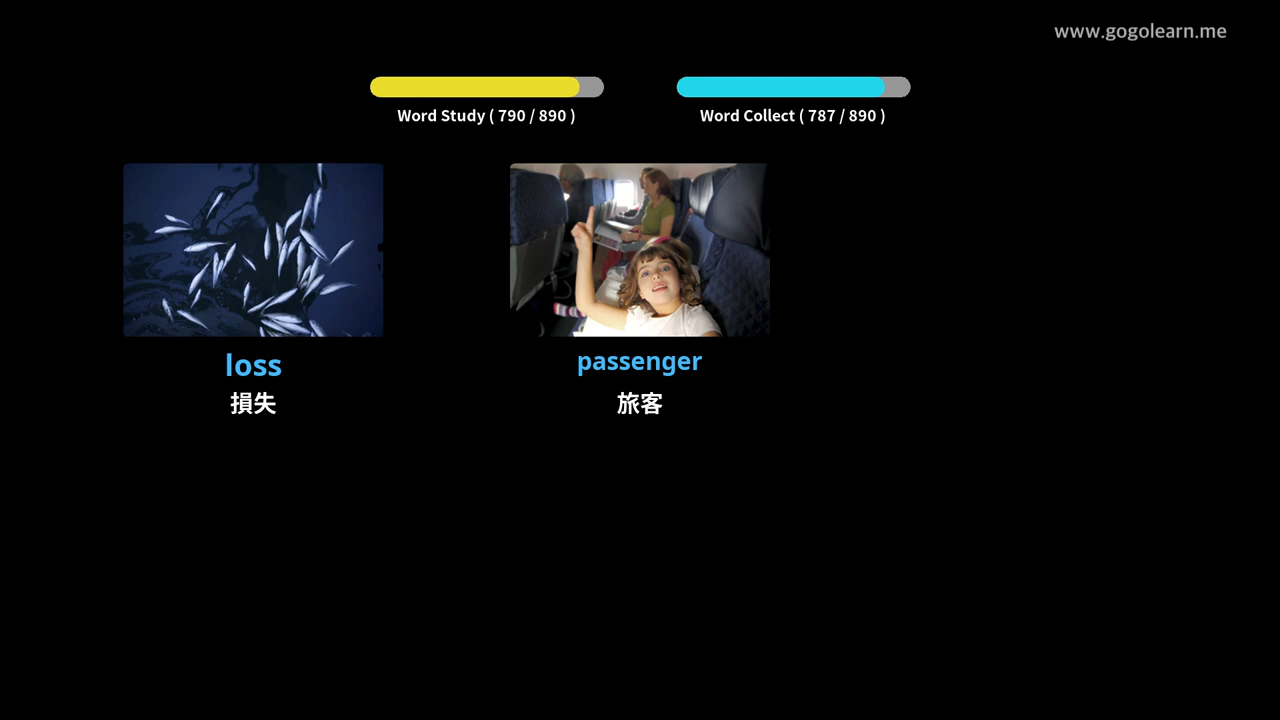 www.gogolearn.me
Word Study ( 790 / 890 )
Word Collect ( 787 / 890 )
loss
損失
passenger
旅客